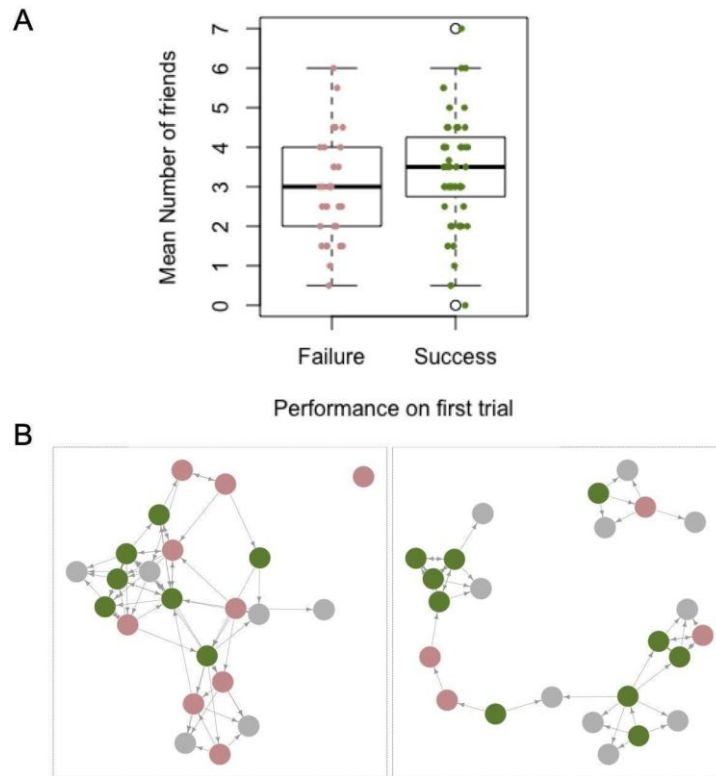 A
Mean Number of friends
7
6
5
4
3
2
1
0
Failure Success
Performance on first trial
B